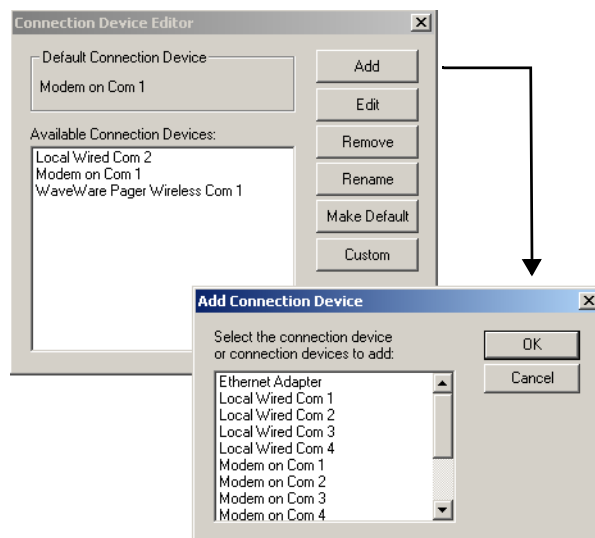 Connection Device Editor
Default Connection Device
Modem on Com 1
Available Connection Devices:
Local Wired Com 2
Modem on Com 1
WaveWare Pager Wireless Com 1
Add
Edit
Remove
Rename
Make Default
Custom
Add Connection Device
Select the connection device
or connection devices to add:
Ethernet Adapter
Local Wired Com 1
Local Wired Com 2
Local Wired Com 3
Local Wired Com 4
Modem on Com 1
Modem on Com 2
Modem on Com 3
Modem on Com 4
OK
Cancel